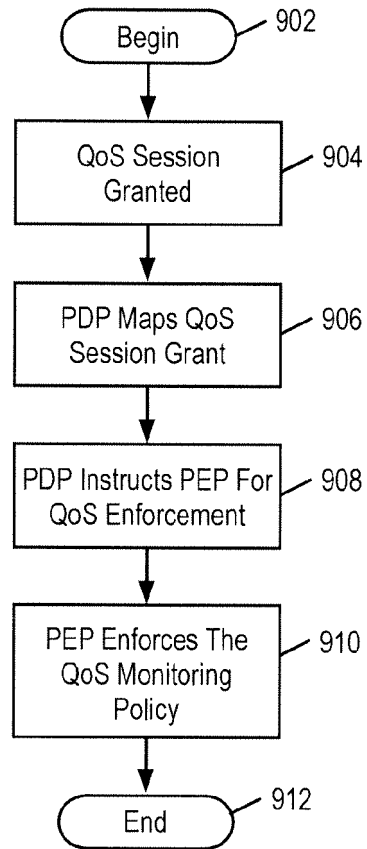 Begin
902
QoS Session
Granted
904
PDP Maps QoS
Session Grant
906
PDP Instructs PEP For
QoS Enforcement
908
PEP Enforces The
QoS Monitoring
Policy
910
End
912